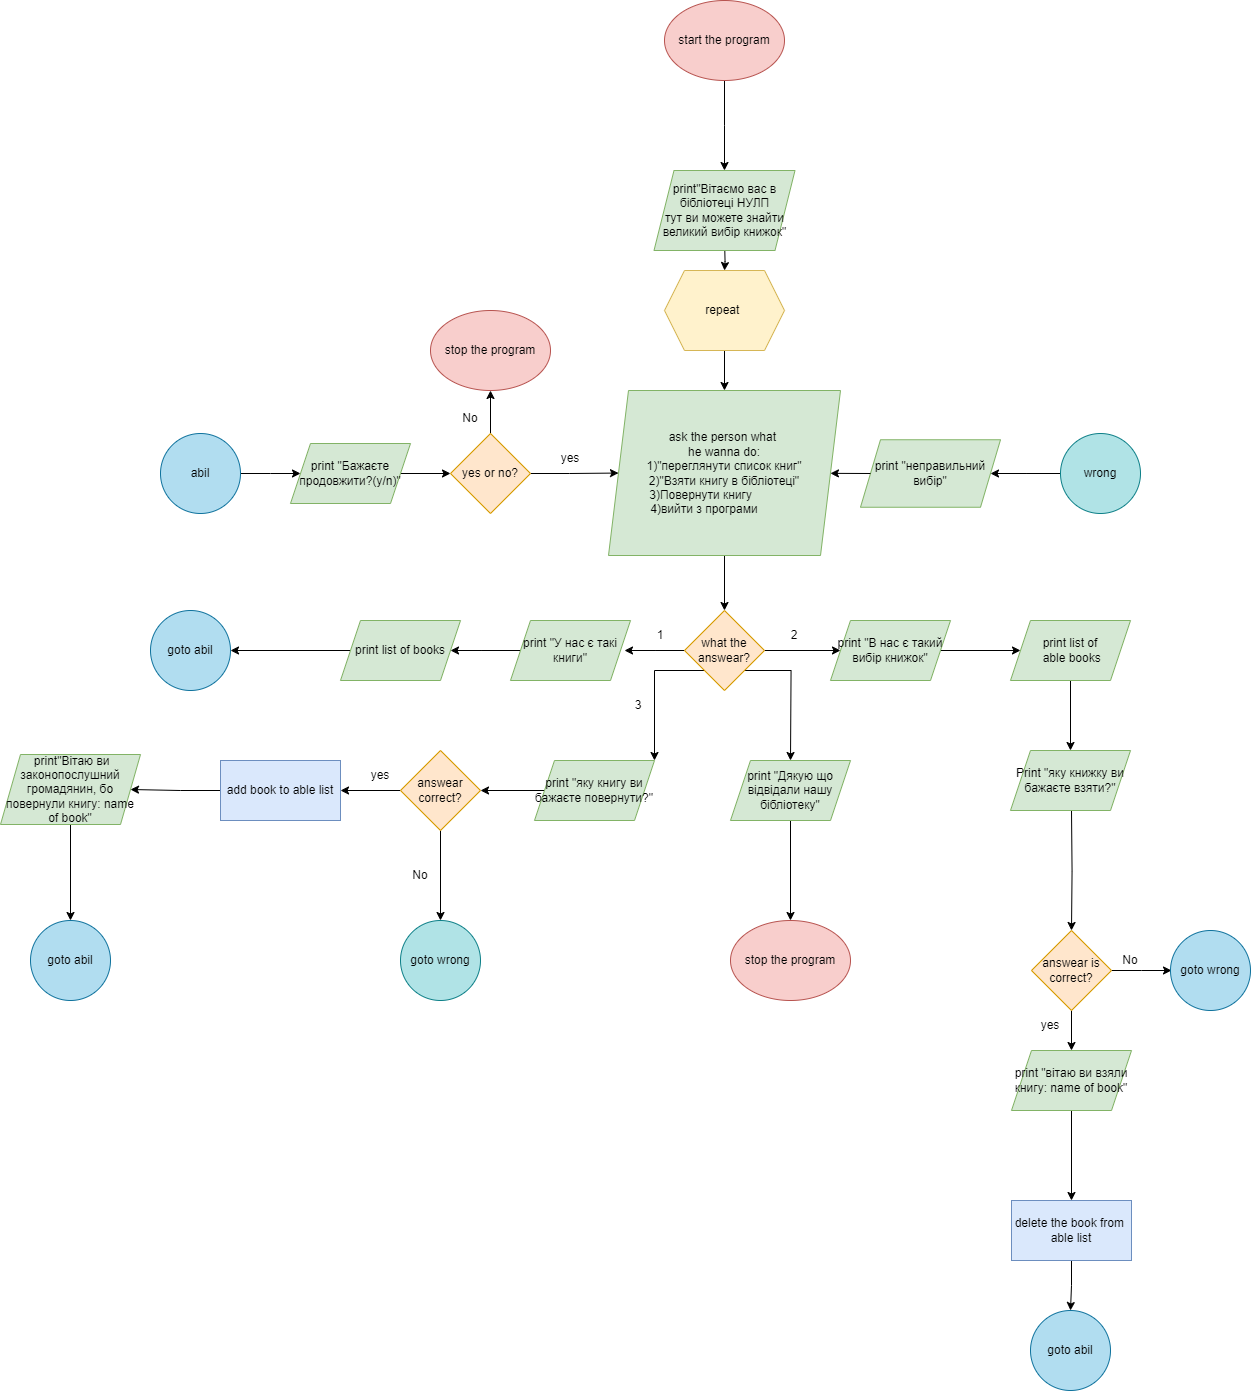 start the program
print"Вітаємо вас в
бібліотеці НУЛП
тут ви можете знайти
великий вибір книжок"
repeat
stop the program
No
abil
print "Бажаєте
продовжити?(y/n)"
yes or no?
yes
ask the person what
he wanna do:
1)"переглянути список книг"
2)"Взяти книгу в бібліотеці"
3)Повернути книгу
4)вийти з програми
print "неправильний
вибір"
wrong
goto abil
print list of books
print "У нас є такі
книги"
1
what the
answear?
2
print "В нас є такий
вибір книжок"
print list of
able books
3
print"Вітаю ви
законопослушний
громадянин, бо
повернули книгу: name
of book"
add book to able list
yes
answear
correct?
print "яку книгу ви
бажаєте повернути?"
print "Дякую що
відвідали нашу
бібліотеку"
Print "яку книжку ви
бажаєте взяти?"
No
goto abil
goto wrong
stop the program
answear is
correct?
No
goto wrong
yes
print "вітаю ви взяли
книгу: name of book"
delete the book from
able list
goto abil